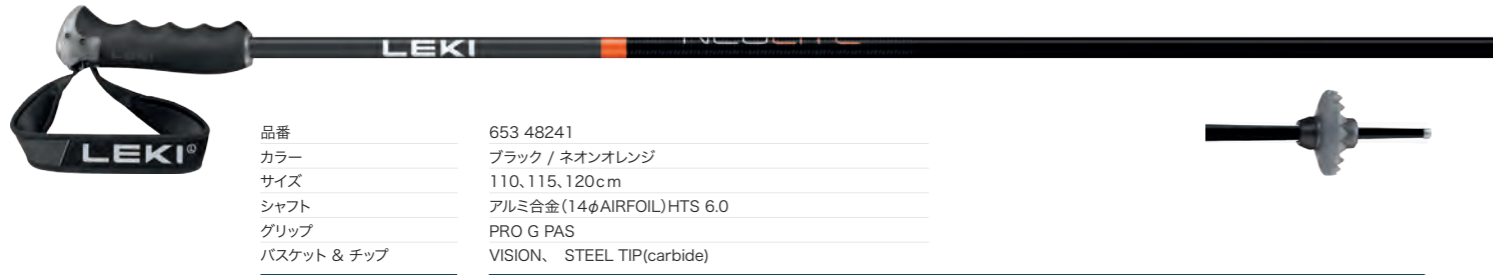 LEKI
LEKI
品番 653 48241
カラー ブラック / ネオンオレンジ
サイズ 110、115、120cm
シャフト アルミ合金(14φAIRFOIL)HTS 6.0
グリップ PRO G PAS
バスケット & チップ VISION、 STEEL TIP(carbide)